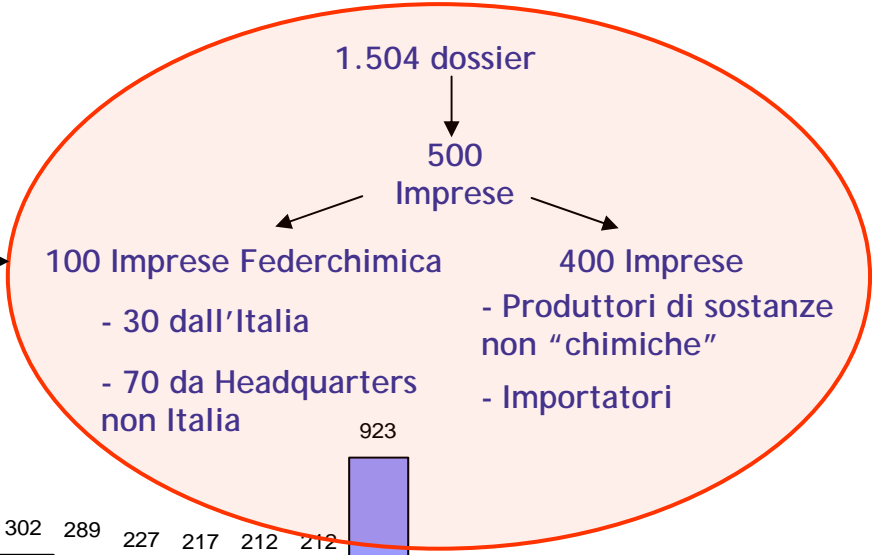 1.504 dossier
500
Imprese
100 Imprese Federchimica
- 30 dall’Italia
- 70 da Headquarters
non Italia
400 Imprese
- Produttori di sostanze
non “chimiche”
- Importatori
923
302 289 227 217 212 212